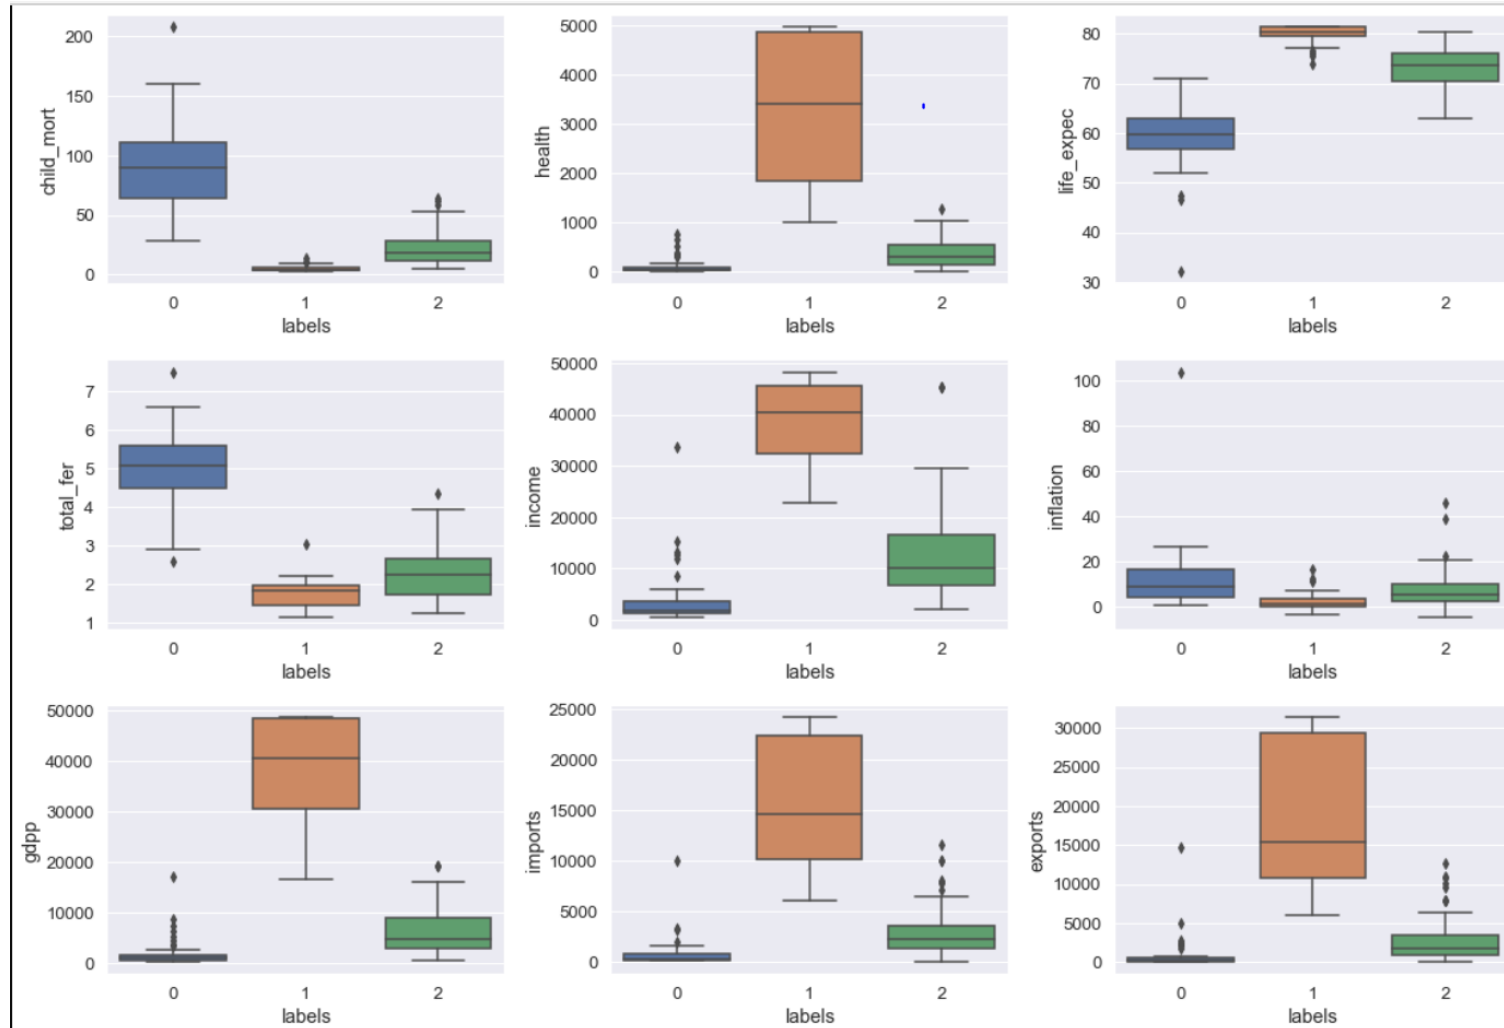 child_mort
200
150
100
50
0
0 1 2
labels
health
5000
4000
3000
2000
1000
0
0 1 2
labels
life_expec
80
70
60
50
40
30
0 1 2
labels
total_fer
7
6
5
4
3
2
1
0 1 2
labels
income
50000
40000
30000
20000
10000
0
0 1 2
labels
inflation
100
80
60
40
20
0
0 1 2
labels
gdpp
50000
40000
30000
20000
10000
0
0 1 2
labels
imports
25000
20000
15000
10000
5000
0
0 1 2
labels
exports
30000
25000
20000
15000
10000
5000
0
0 1 2
labels